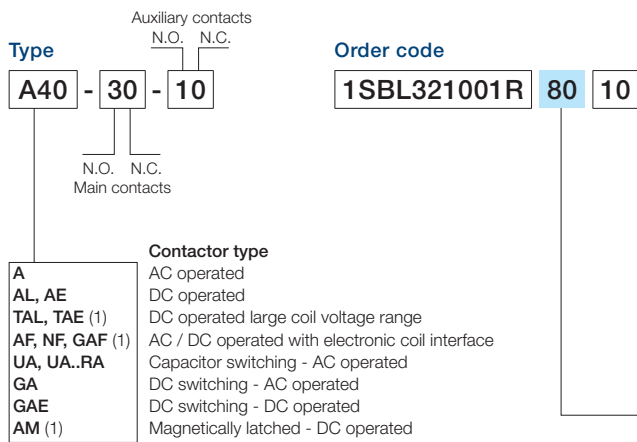 Auxiliary contacts
N.O. N.C.
Type
A40 - 30 - 10
N.O. N.C.
Main contacts
Order code
1SBL321001R 80 10
Contactor type
A AC operated
AL, AE DC operated
TAL, TAE (1) DC operated large coil voltage range
AF, NF, GAF (1) AC / DC operated with electronic coil interface
UA, UA..RA Capacitor switching - AC operated
GA DC switching - AC operated
GAE DC switching - DC operated
AM (1) Magnetically latched - DC operated